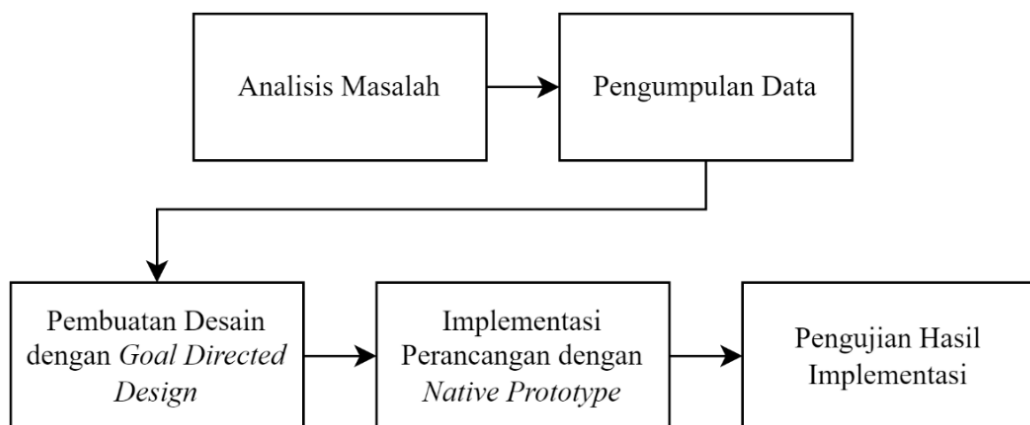 Analisis Masalah
Pengumpulan Data
Pembuatan Desain
dengan Goal Directed
Design
Implementasi
Perancangan dengan
Native Prototype
Pengujian Hasil
Implementasi